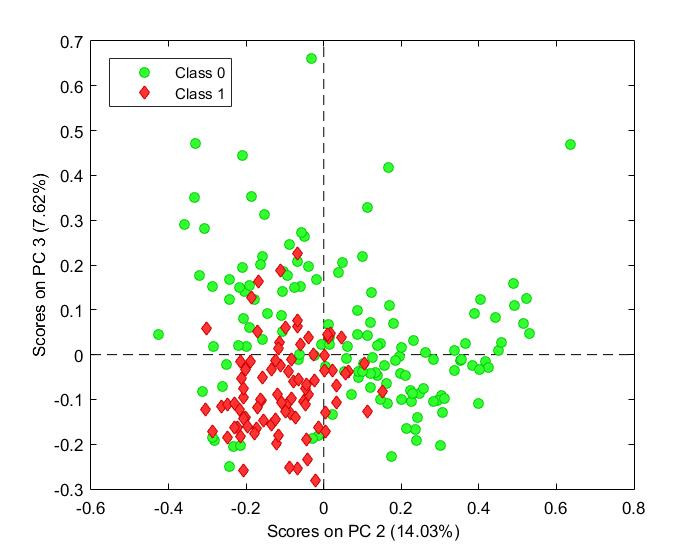 0.7
0.6
0.5
0.4
0.3
0.2
0.1
0
-0.1
-0.2
-0.3
Scores on PC 3 (7.62%)
Class 0
Class 1
-0.6 -0.4 -0.2 0 0.2 0.4 0.6 0.8
Scores on PC 2 (14.03%)